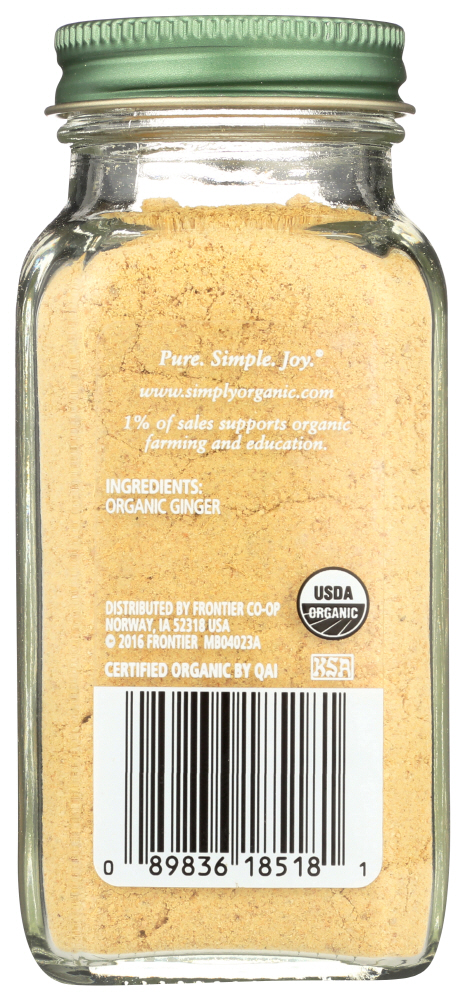 Pure. Simple. Joy.®
www.simplyorganic.com
1% of sales supports organic
farming and education.
INGREDIENTS:
ORGANIC GINGER
USDA
ORGANIC
DISTRIBUTED BY FRONTIER CO-OP
NORWAY, IA 52318 USA
© 2016 FRONTIER MB04023A
CERTIFIED ORGANIC BY QAI
KSA
0 89836 18518 1